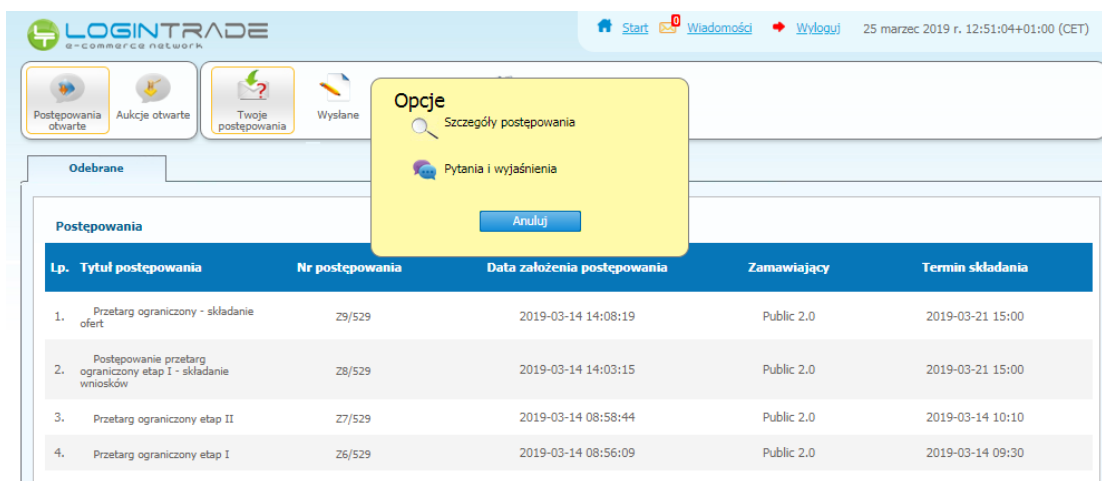 LOGINTRADE
e-commerce network
Start 0 Wiadomości Wyloguj 25 marzec 2019 r. 12:51:04+01:00 (CET)
Postępowania otwarte
Aukcje otwarte
Twoje postępowania
Wysłane
Opcje
Szczegóły postępowania
Pytania i wyjaśnienia
Anuluj
Odebrane
Postępowania
Lp. Tytuł postępowania Nr postępowania Data założenia postępowania Zamawiający Termin składania
1. Przetarg ograniczony - składanie ofert Z9/529 2019-03-14 14:08:19 Public 2.0 2019-03-21 15:00
2. Postępowanie przetarg ograniczony etap I - składanie wniosków Z8/529 2019-03-14 14:03:15 Public 2.0 2019-03-21 15:00
3. Przetarg ograniczony etap II Z7/529 2019-03-14 08:58:44 Public 2.0 2019-03-14 10:10
4. Przetarg ograniczony etap I Z6/529 2019-03-14 08:56:09 Public 2.0 2019-03-14 09:30